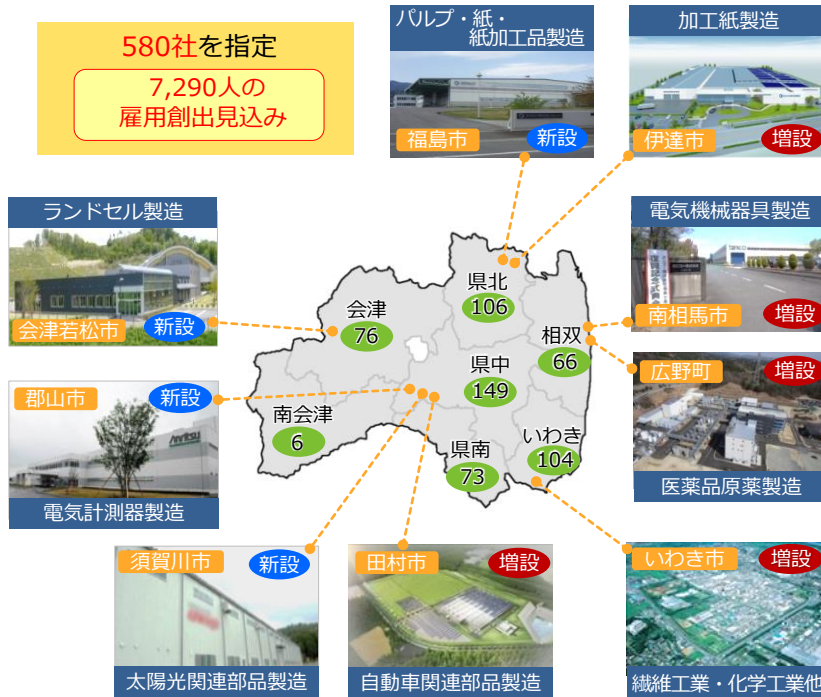 580社を指定
7,290人の
雇用創出見込み
パルプ・紙・
紙加工品製造
福島市
新設
加工紙製造
伊達市
増設
ランドセル製造
会津若松市
新設
電気機械器具製造
南相馬市
増設
県北
106
会津
76
相双
66
県中
149
南会津
6
県南
73
いわき
104
郡山市
新設
Anritsu
電気計測器製造
広野町
増設
医薬品原薬製造
須賀川市
新設
太陽光関連部品製造
田村市
増設
自動車関連部品製造
いわき市
増設
繊維工業・化学工業他